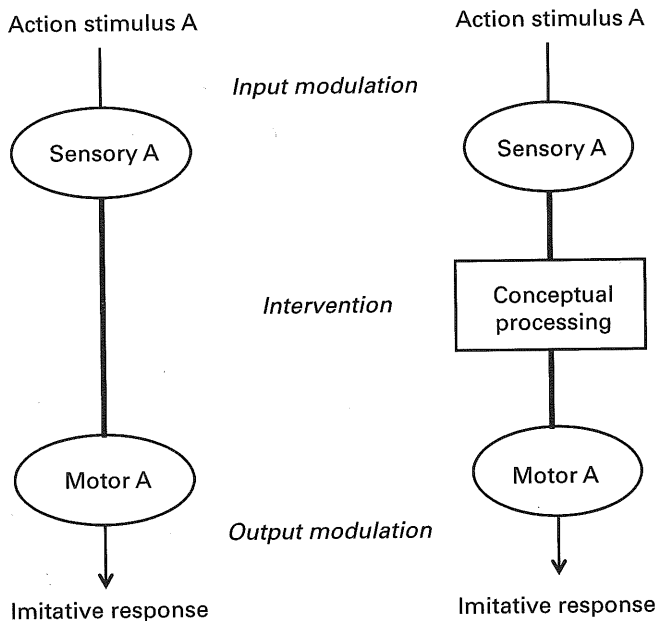 Action stimulus A
Action stimulus A
Input modulation
Sensory A
Sensory A
Intervention
Conceptual
processing
Motor A
Motor A
Output modulation
Imitative response
Imitative response